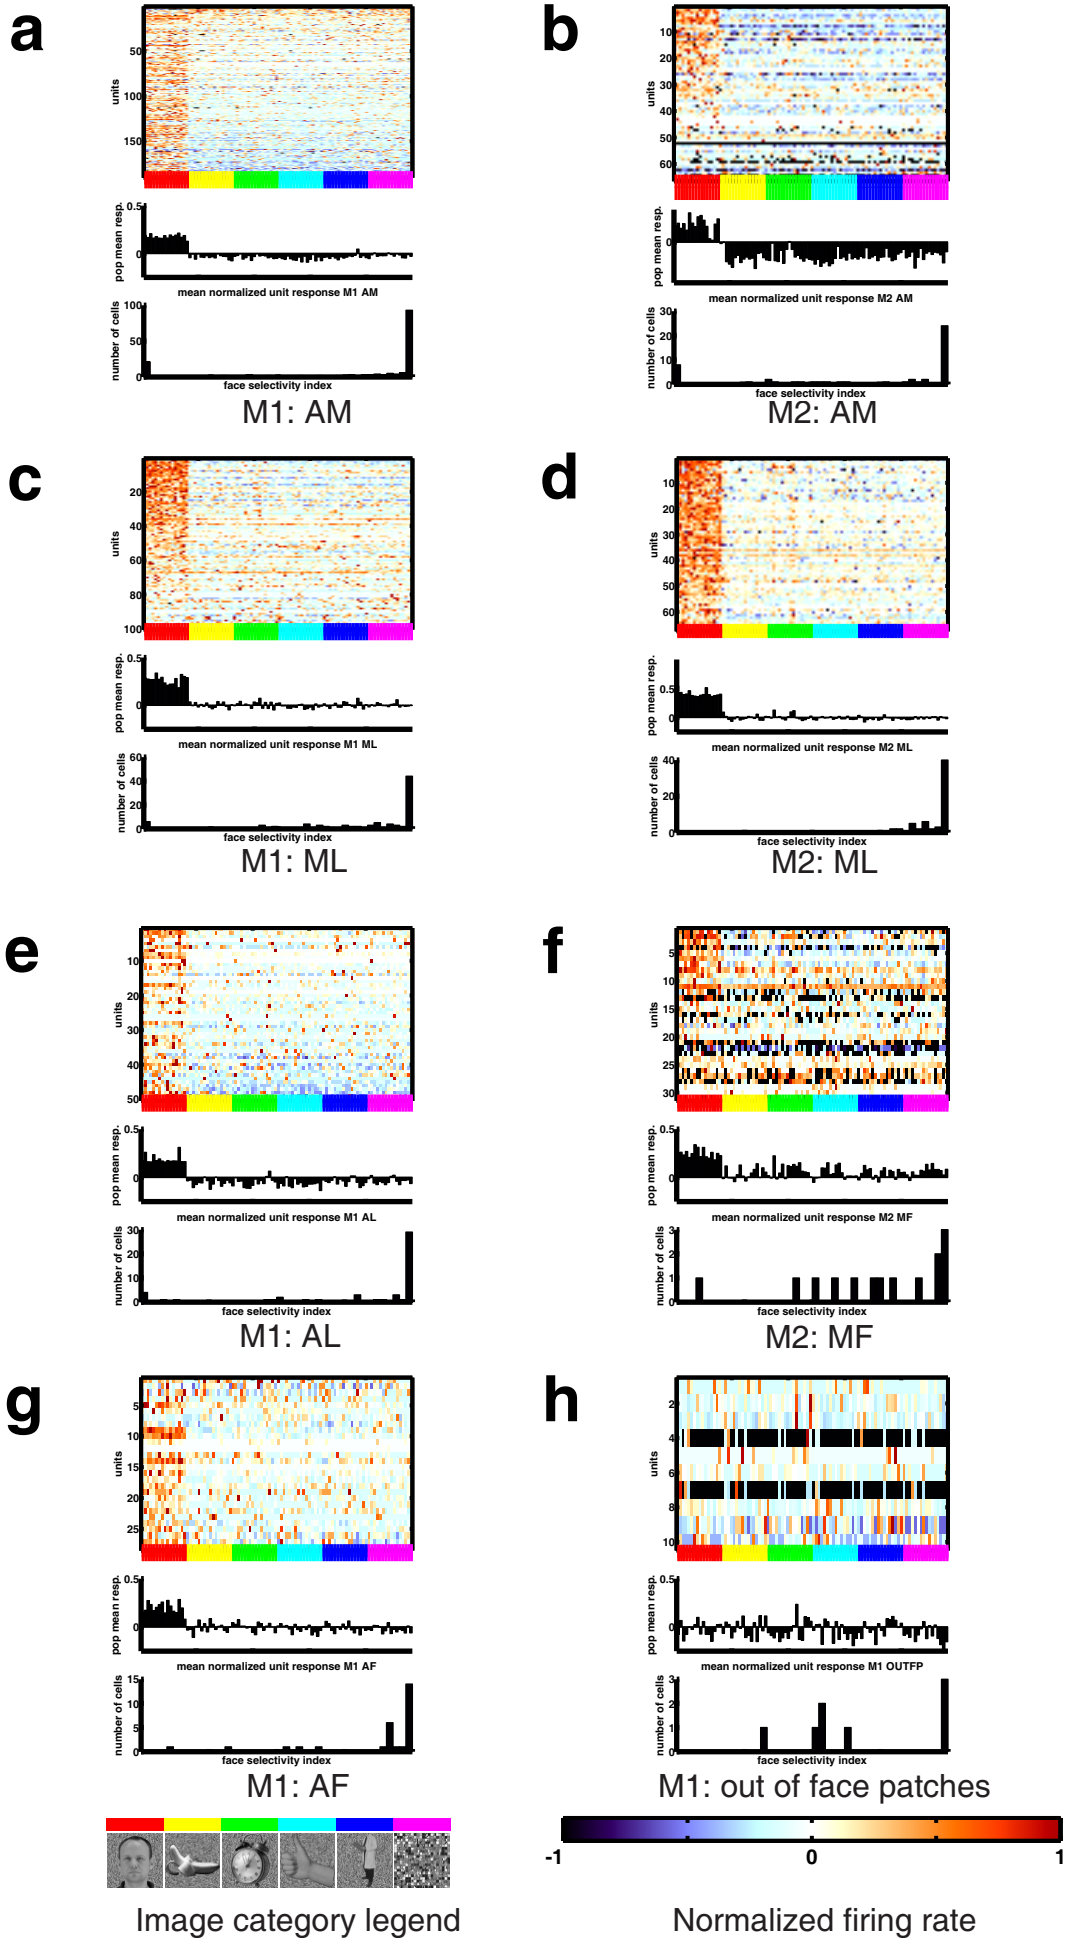 a
units
50
100
150
pop mean resp.
0.5
0
mean normalized unit response M1 AM
number of cells
100
50
0
face selectivity index
M1: AM
b
units
10
20
30
40
50
60
pop mean resp.
0
mean normalized unit response M2 AM
number of cells
30
20
10
0
face selectivity index
M2: AM
c
units
20
40
60
80
100
pop mean resp.
0.5
0
mean normalized unit response M1 ML
number of cells
60
40
20
0
face selectivity index
M1: ML
d
units
10
20
30
40
50
60
pop mean resp.
0.5
0
mean normalized unit response M2 ML
number of cells
40
20
0
face selectivity index
M2: ML
e
units
10
20
30
40
50
pop mean resp.
0.5
0
mean normalized unit response M1 AL
number of cells
30
20
10
0
face selectivity index
M1: AL
f
units
5
10
15
20
25
30
pop mean resp.
0.5
0
mean normalized unit response M2 MF
number of cells
3
2
1
0
face selectivity index
M2: MF
g
units
5
10
15
20
25
pop mean resp.
0.5
0
mean normalized unit response M1 AF
number of cells
15
10
5
0
face selectivity index
M1: AF
h
units
2
4
6
8
10
pop mean resp.
0.5
0
mean normalized unit response M1 OUTFP
number of cells
3
2
1
0
face selectivity index
M1: out of face patches
-1
0
1
Image category legend
Normalized firing rate